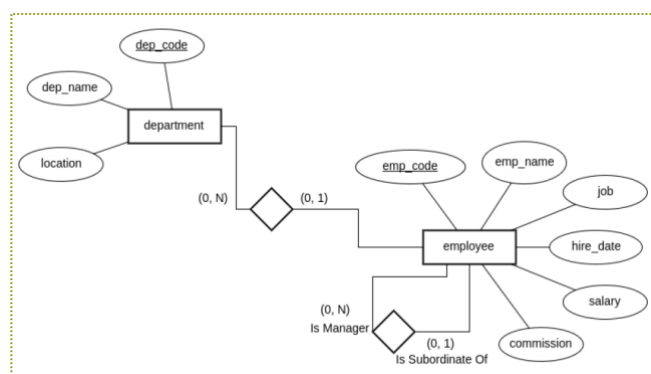 dep_code
dep_name
department
location
emp_code
emp_name
job
(0, N)
(0, 1)
employee
hire_date
salary
(0, N)
Is Manager
(0, 1)
commission
Is Subordinate Of